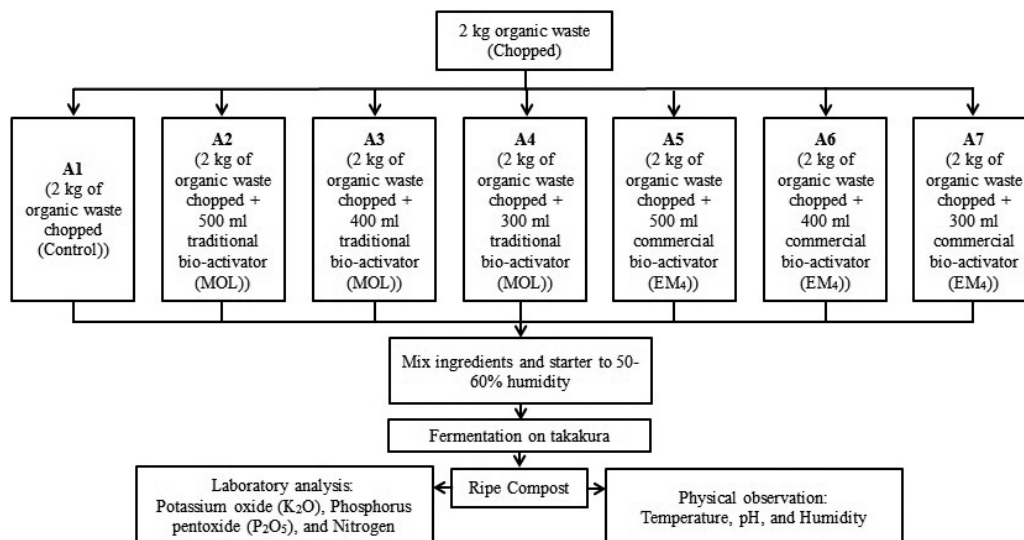 2 kg organic waste
(Chopped)
A1
(2 kg of
organic waste
chopped
(Control))
A2
(2 kg of
organic waste
chopped +
500 ml
traditional
bio-activator
(MOL))
A3
(2 kg of
organic waste
chopped +
400 ml
traditional
bio-activator
(MOL))
A4
(2 kg of
organic waste
chopped +
300 ml
traditional
bio-activator
(MOL))
A5
(2 kg of
organic waste
chopped +
500 ml
commercial
bio-activator
(EM₄))
A6
(2 kg of
organic waste
chopped +
400 ml
commercial
bio-activator
(EM₄))
A7
(2 kg of
organic waste
chopped +
300 ml
commercial
bio-activator
(EM₄))
Mix ingredients and starter to 50-
60% humidity
Fermentation on takakura
Ripe Compost
Laboratory analysis:
Potassium oxide (K₂O), Phosphorus
pentoxide (P₂O₅), and Nitrogen
Physical observation:
Temperature, pH, and Humidity